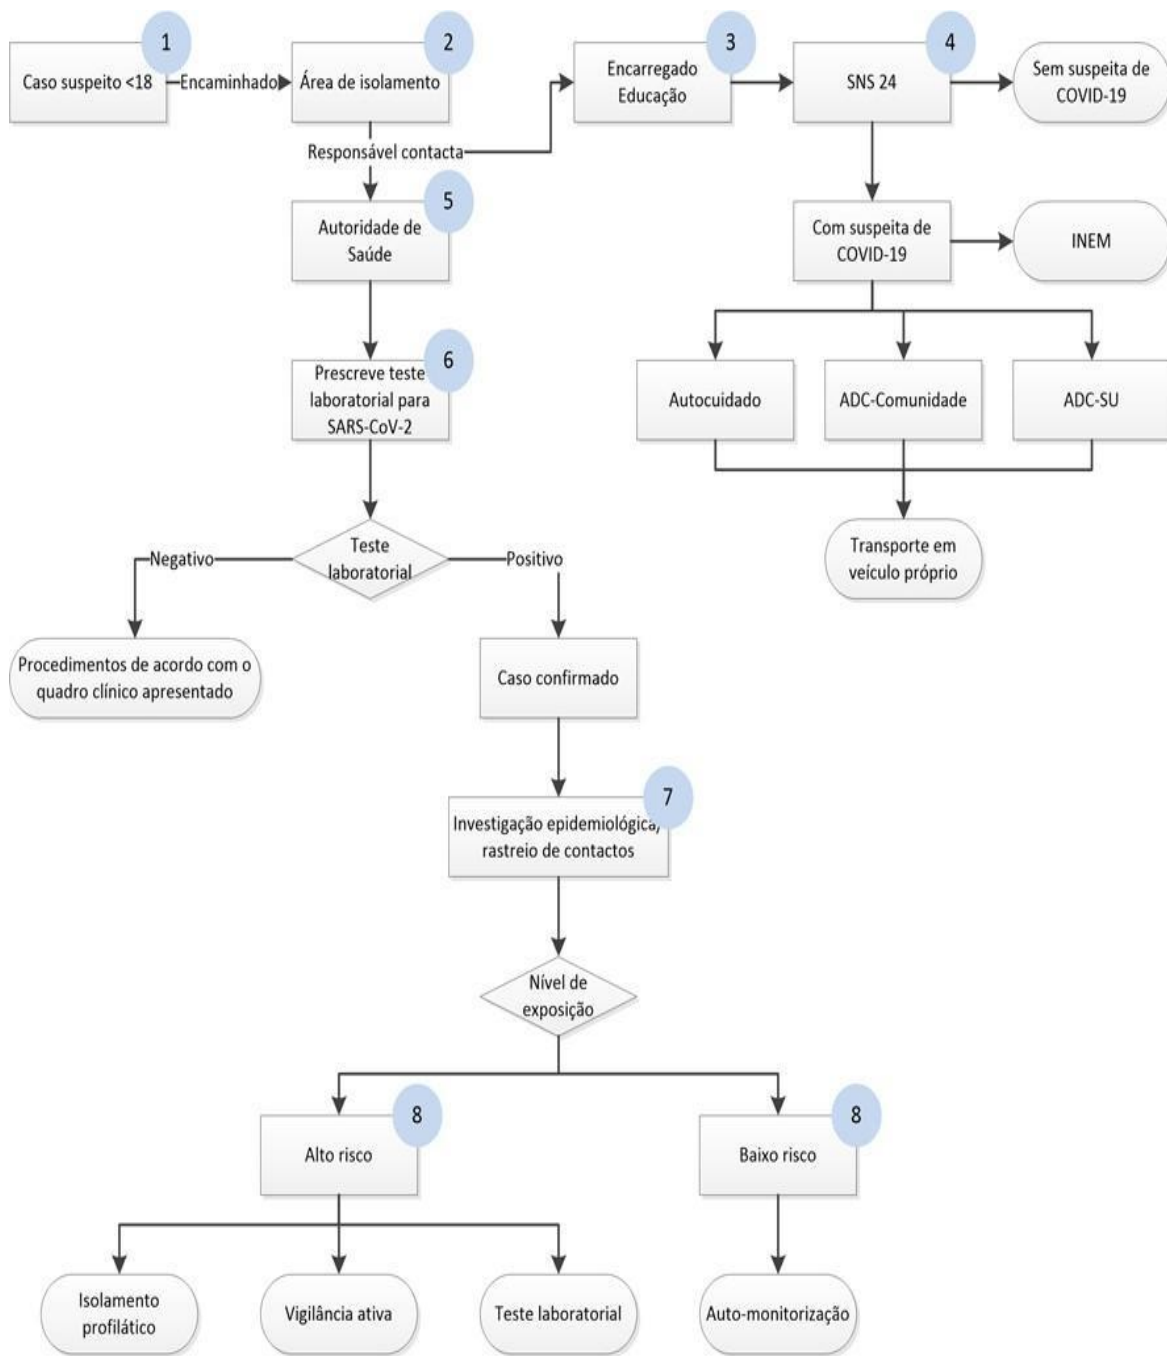 1
Caso suspeito <18
Encaminhado
2
Área de isolamento
3
Encarregado
Educação
4
SNS 24
Sem suspeita de
COVID-19
Responsável contacta
5
Autoridade de
Saúde
Com suspeita de
COVID-19
INEM
6
Prescreve teste
laboratorial para
SARS-CoV-2
Autocuidado
ADC-Comunidade
ADC-SU
Negativo
Teste
laboratorial
Positivo
Transporte em
veículo próprio
Procedimentos de acordo com o
quadro clínico apresentado
Caso confirmado
7
Investigação epidemiológica/
rastreio de contactos
Nível de
exposição
8
Alto risco
8
Baixo risco
Isolamento
profilático
Vigilância ativa
Teste laboratorial
Auto-monitorização